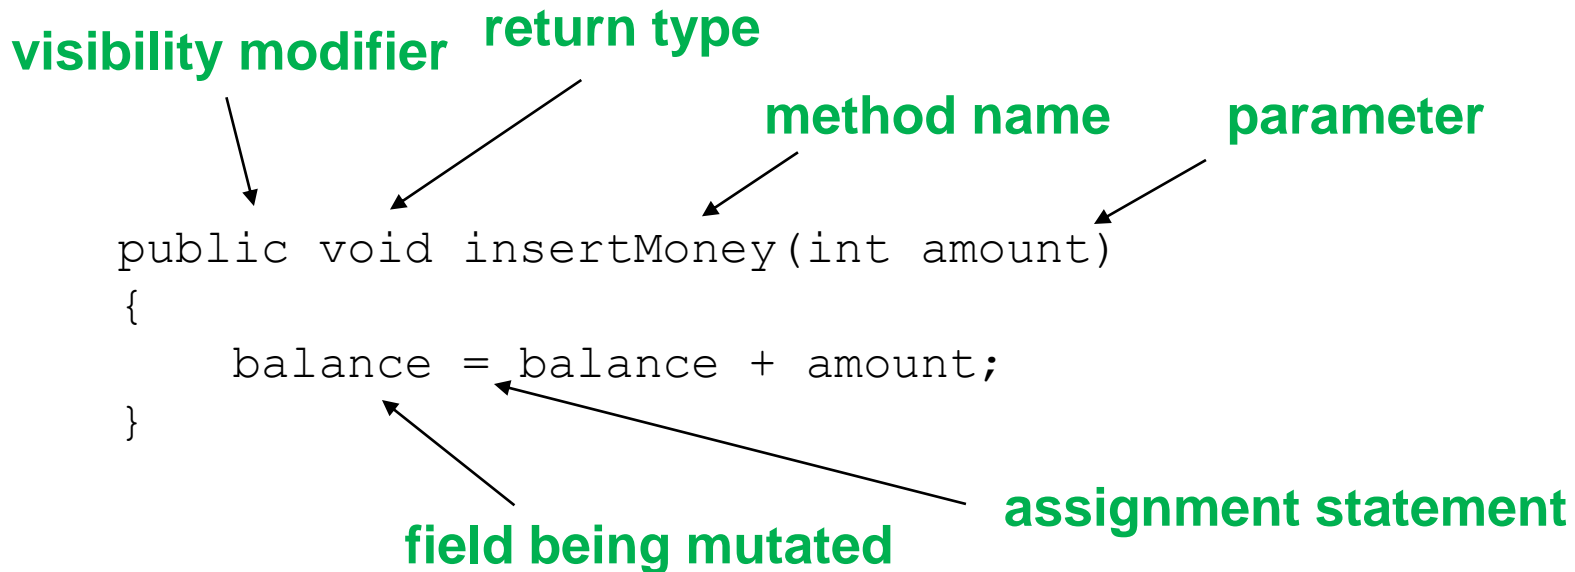 visibility modifier
return type
method name
parameter
public void insertMoney(int amount)
{
balance = balance + amount;
}
field being mutated
assignment statement